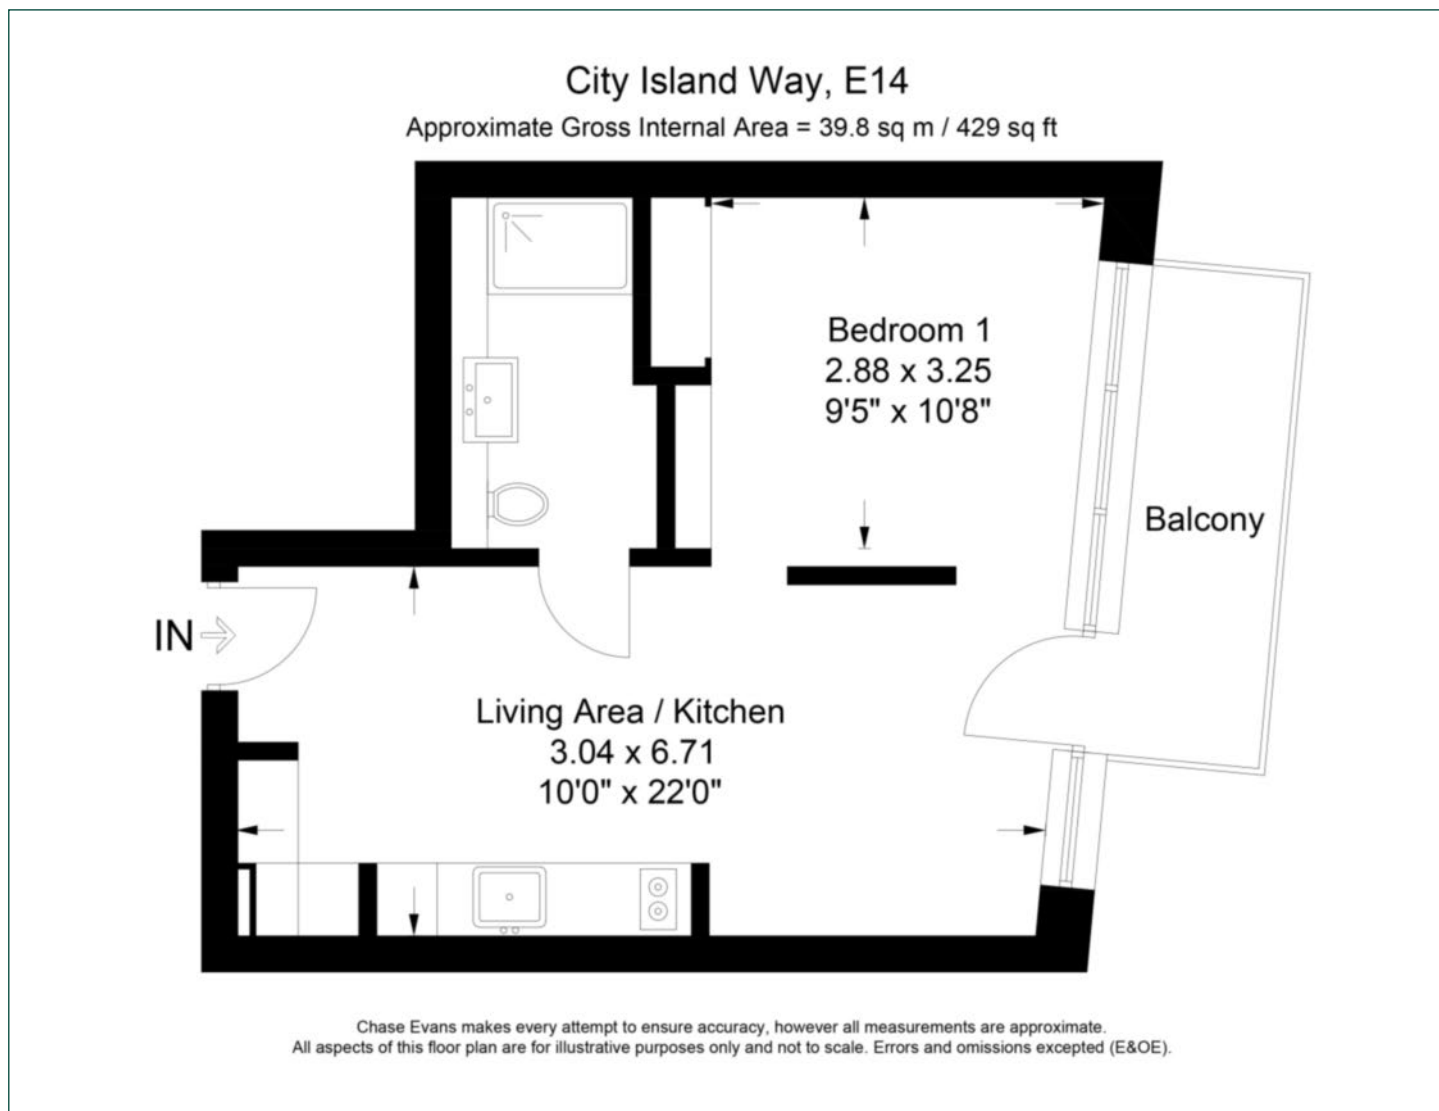 City Island Way, E14
Approximate Gross Internal Area = 39.8 sq m / 429 sq ft
Bedroom 1
2.88 x 3.25
9'5" x 10'8"
Balcony
IN
Living Area / Kitchen
3.04 x 6.71
10'0" x 22'0"
Chase Evans makes every attempt to ensure accuracy, however all measurements are approximate.
All aspects of this floor plan are for illustrative purposes only and not to scale. Errors and omissions excepted (E&OE).